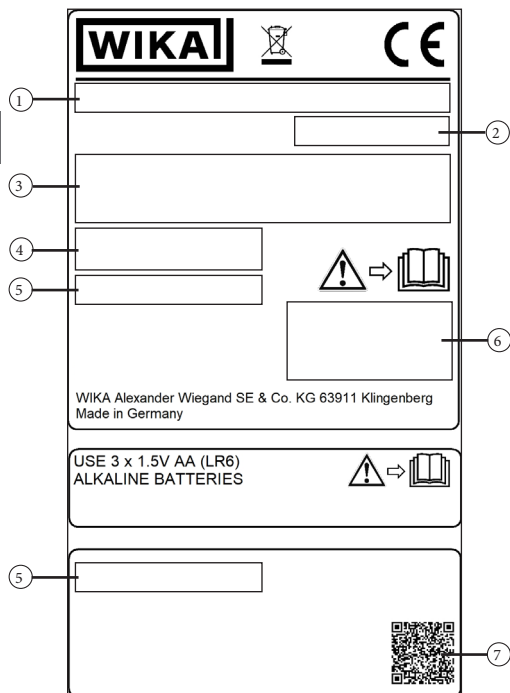 WIKA
CE
1
2
3
4
5
6
WIKA Alexander Wiegand SE & Co. KG 63911 Klingenberg
Made in Germany
USE 3 x 1.5V AA (LR6)
ALKALINE BATTERIES
5
7